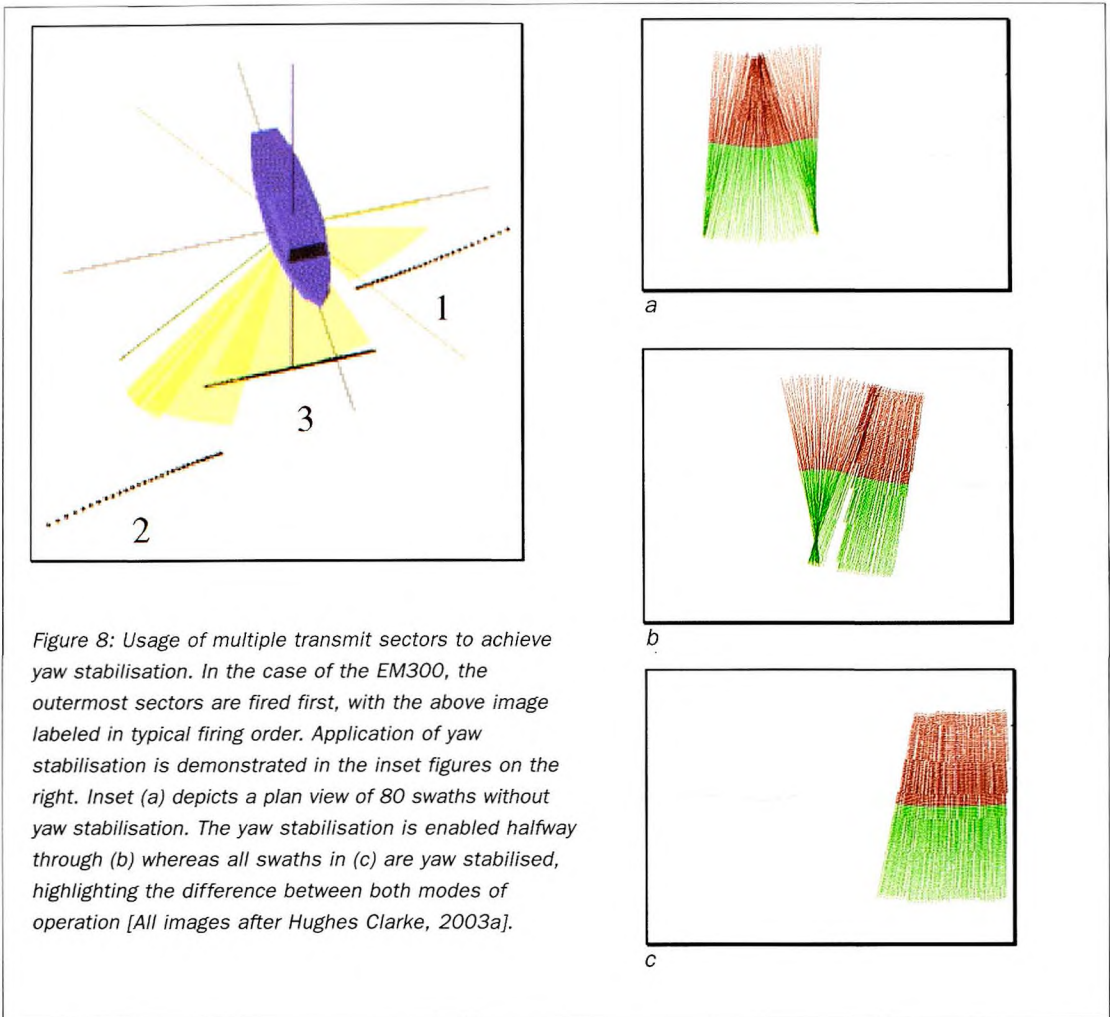 1
3
2
a
b
c
Figure 8: Usage of multiple transmit sectors to achieve
yaw stabilisation. In the case of the EM300, the
outermost sectors are fired first, with the above image
labeled in typical firing order. Application of yaw
stabilisation is demonstrated in the inset figures on the
right. Inset (a) depicts a plan view of 80 swaths without
yaw stabilisation. The yaw stabilisation is enabled halfway
through (b) whereas all swaths in (c) are yaw stabilised,
highlighting the difference between both modes of
operation [All images after Hughes Clarke, 2003a].